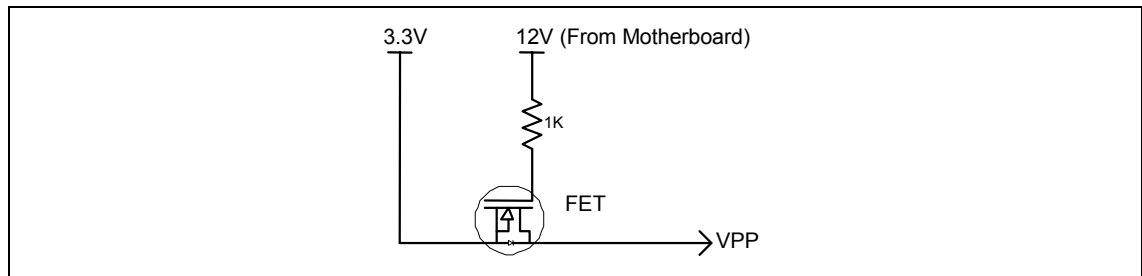 3.3V
12V (From Motherboard)
1K
FET
VPP